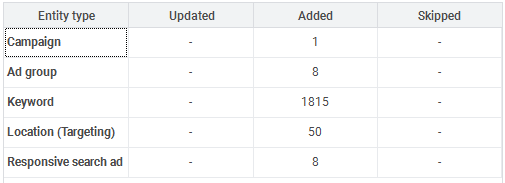 Entity type Updated Added Skipped
Campaign - 1 -
Ad group - 8 -
Keyword - 1815 -
Location (Targeting) - 50 -
Responsive search ad - 8 -